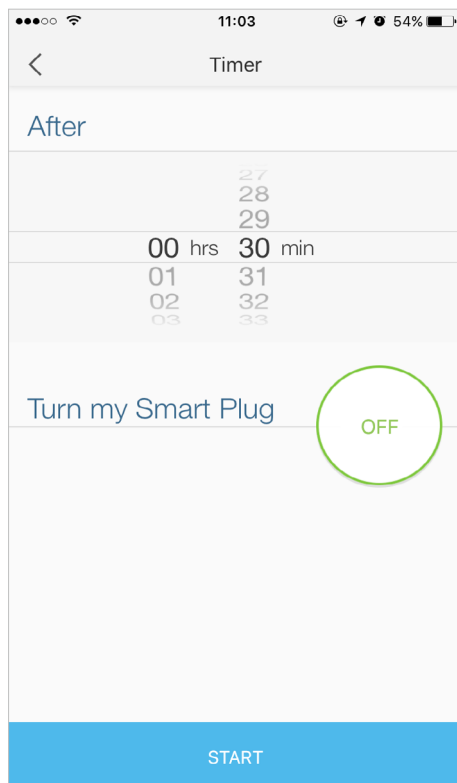 11:03 54%
Timer
After
27
28
29
00 hrs 30 min
01 31
02 32
03 33
Turn my Smart Plug
OFF
START